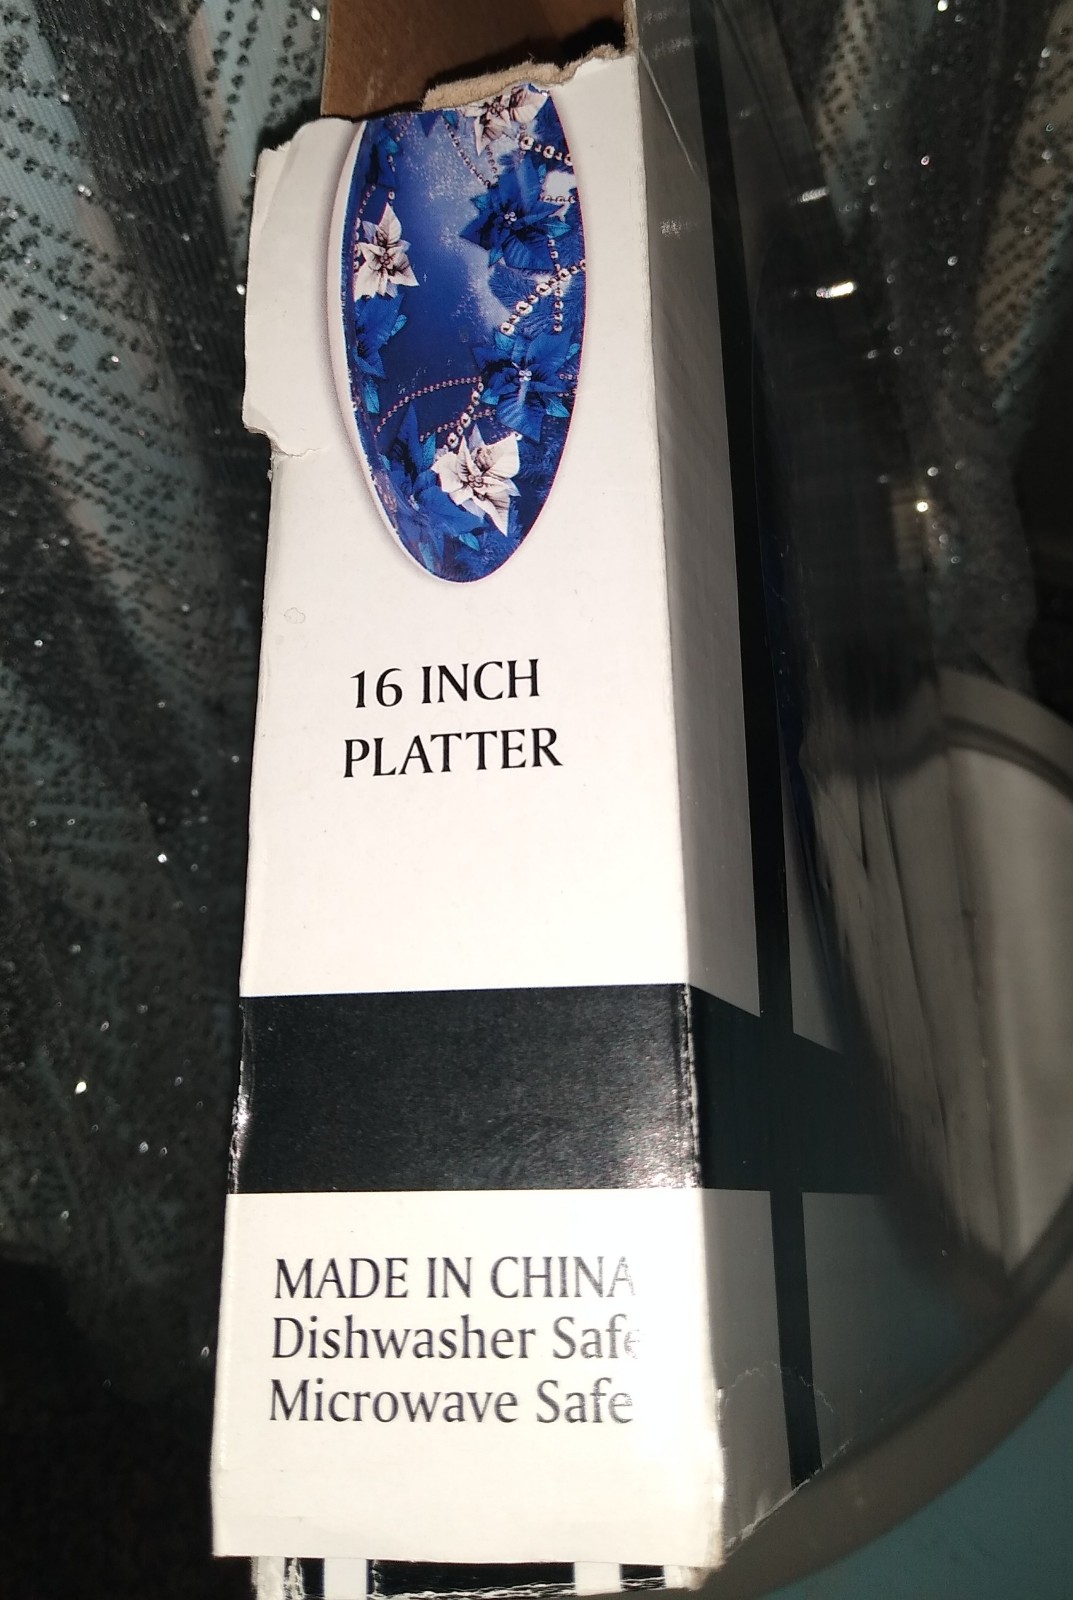 16 INCH
PLATTER
MADE IN CHINA
Dishwasher Safe
Microwave Safe